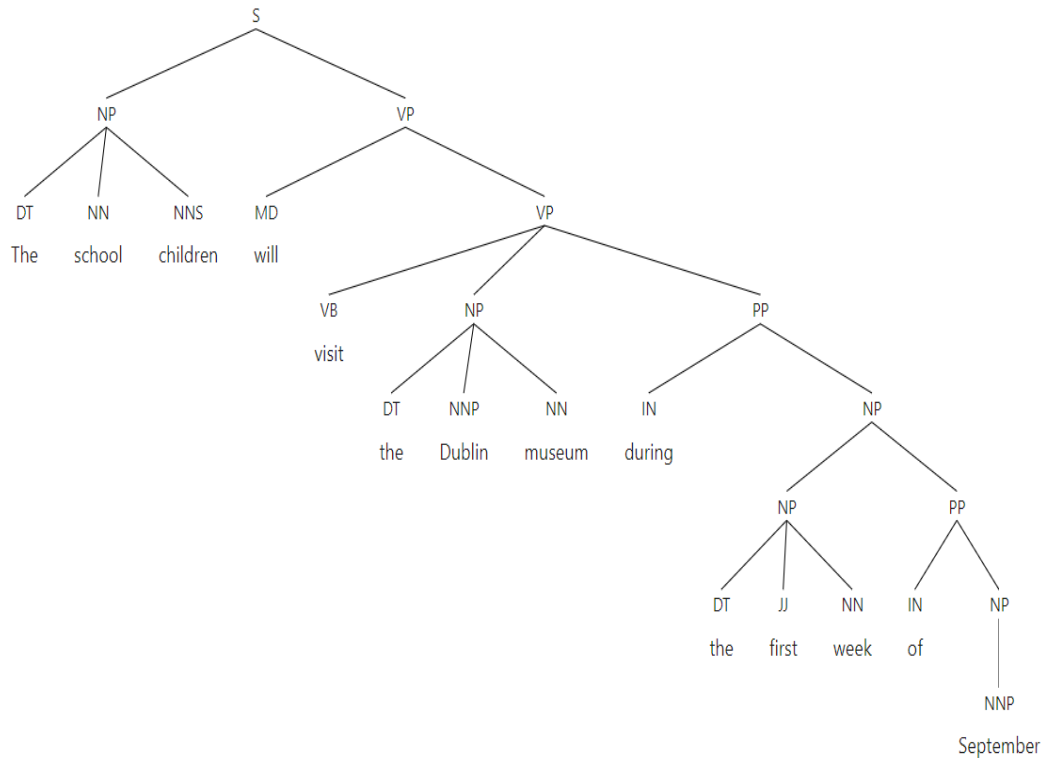 S
NP VP
DT NN NNS MD VP
The school children will
VB NP PP
visit
DT NNP NN IN NP
the Dublin museum during
NP PP
DT JJ NN IN NP
the first week of
NNP
September